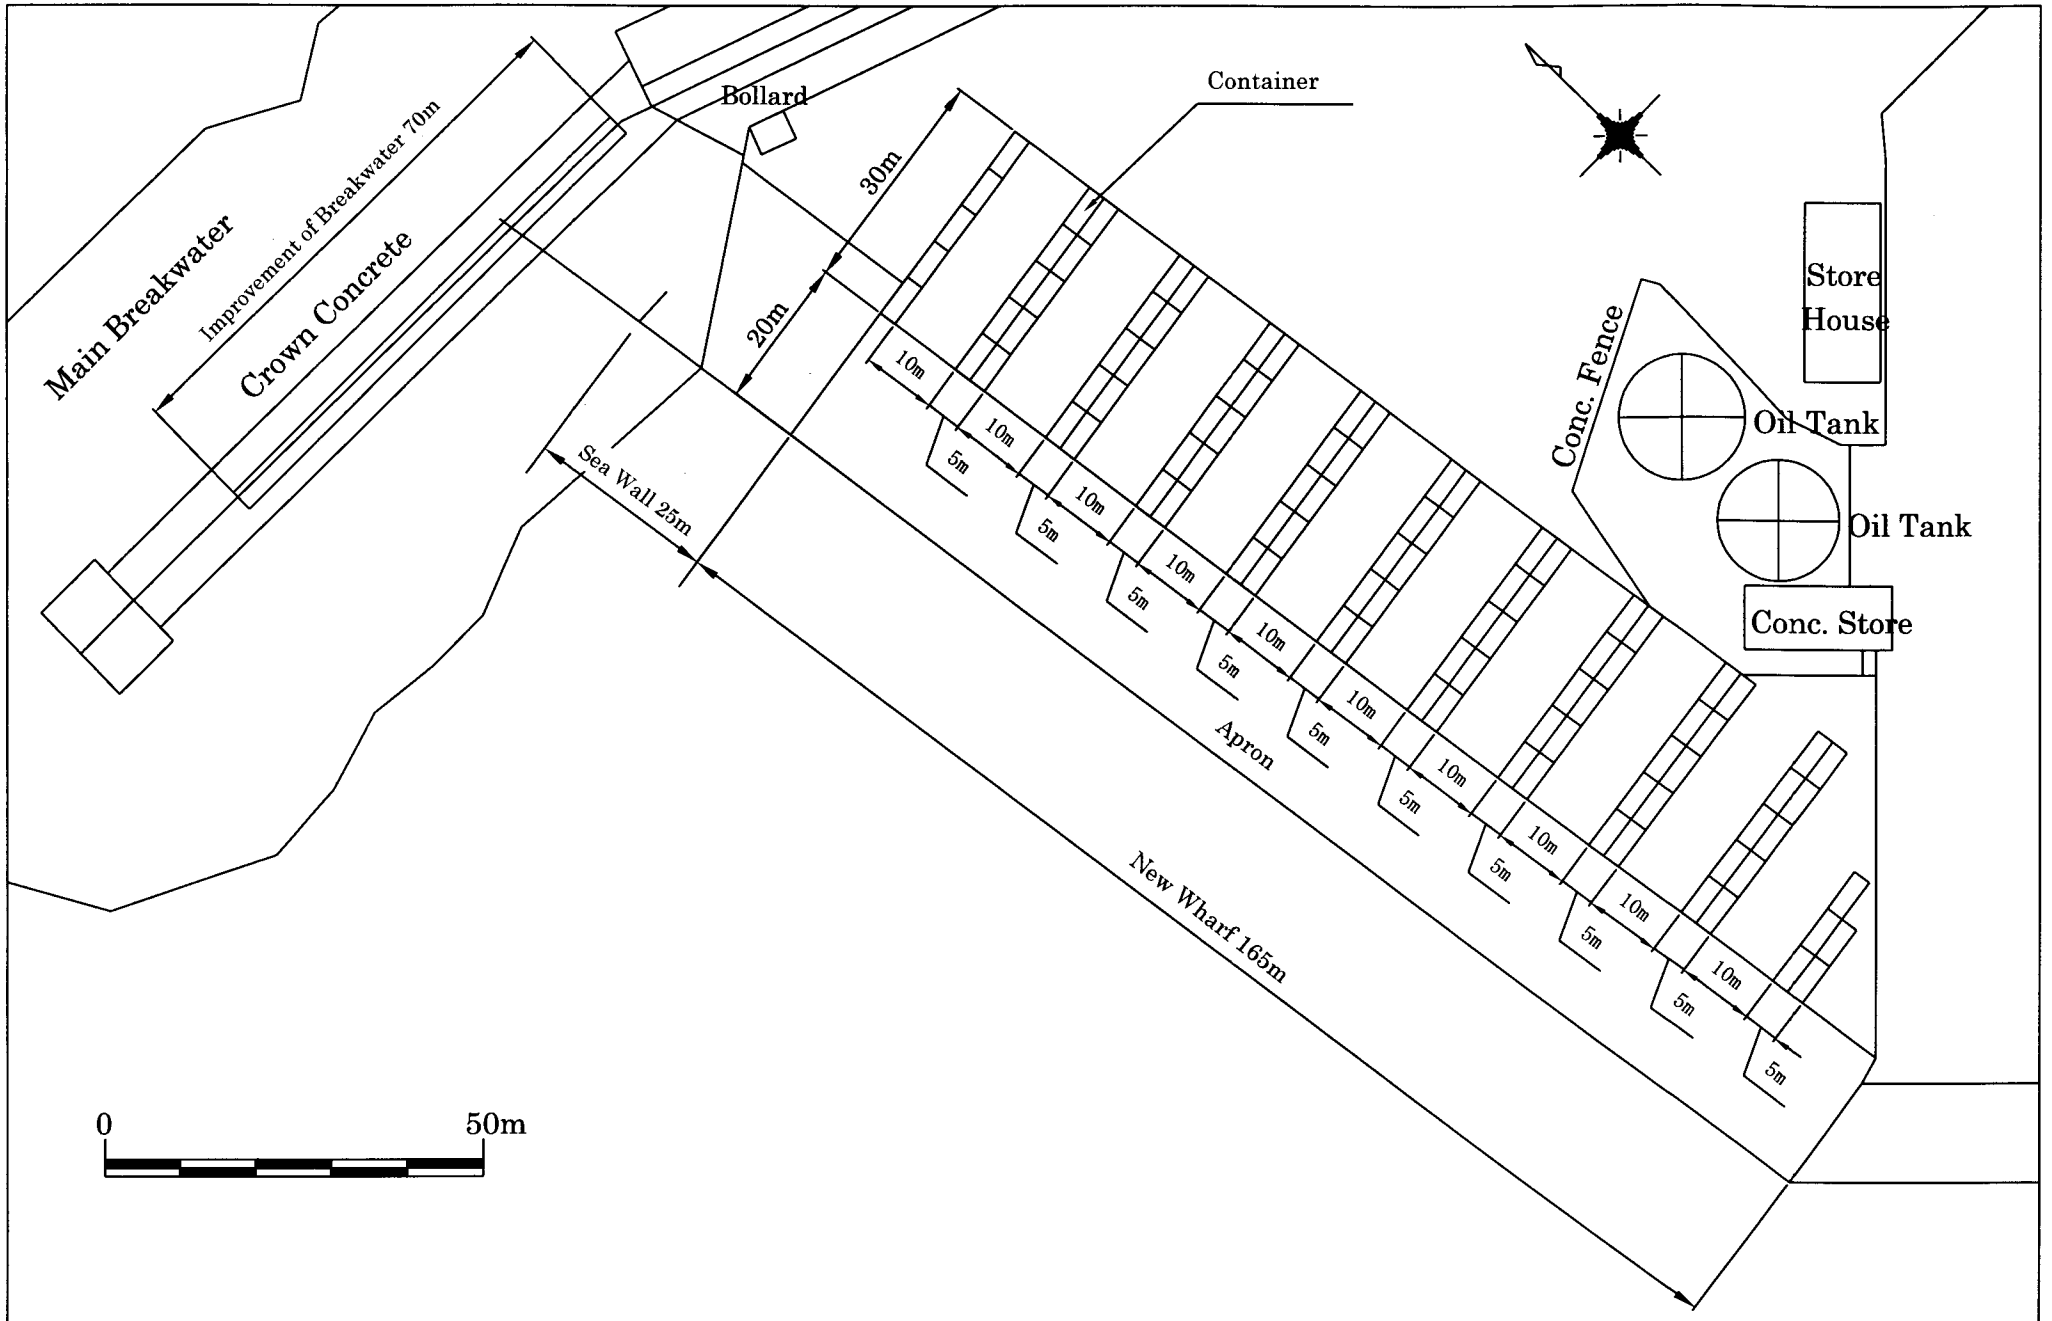 Container
Bollard
Improvement of Breakwater 70m
Main Breakwater
Crown Concrete
30m
20m
Store
House
Conc. Fence
Oil Tank
Oil Tank
Conc. Store
Sea Wall 25m
10m
10m
10m
10m
10m
10m
10m
10m
10m
10m
5m
5m
5m
5m
5m
5m
5m
5m
5m
5m
Apron
New Wharf 165m
0
50m